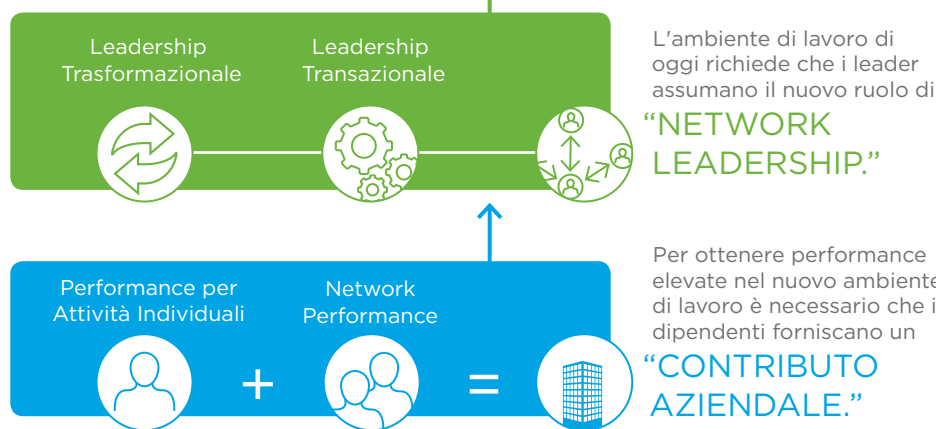 Leadership
Trasformazionale
Leadership
Transazionale
L'ambiente di lavoro di
oggi richiede che i leader
assumano il nuovo ruolo di
“NETWORK
LEADERSHIP.”
Performance per
Attività Individuali
Network
Performance
+
=
Per ottenere performance
elevate nel nuovo ambiente
di lavoro è necessario che i
dipendenti forniscano un
“CONTRIBUTO
AZIENDALE.”